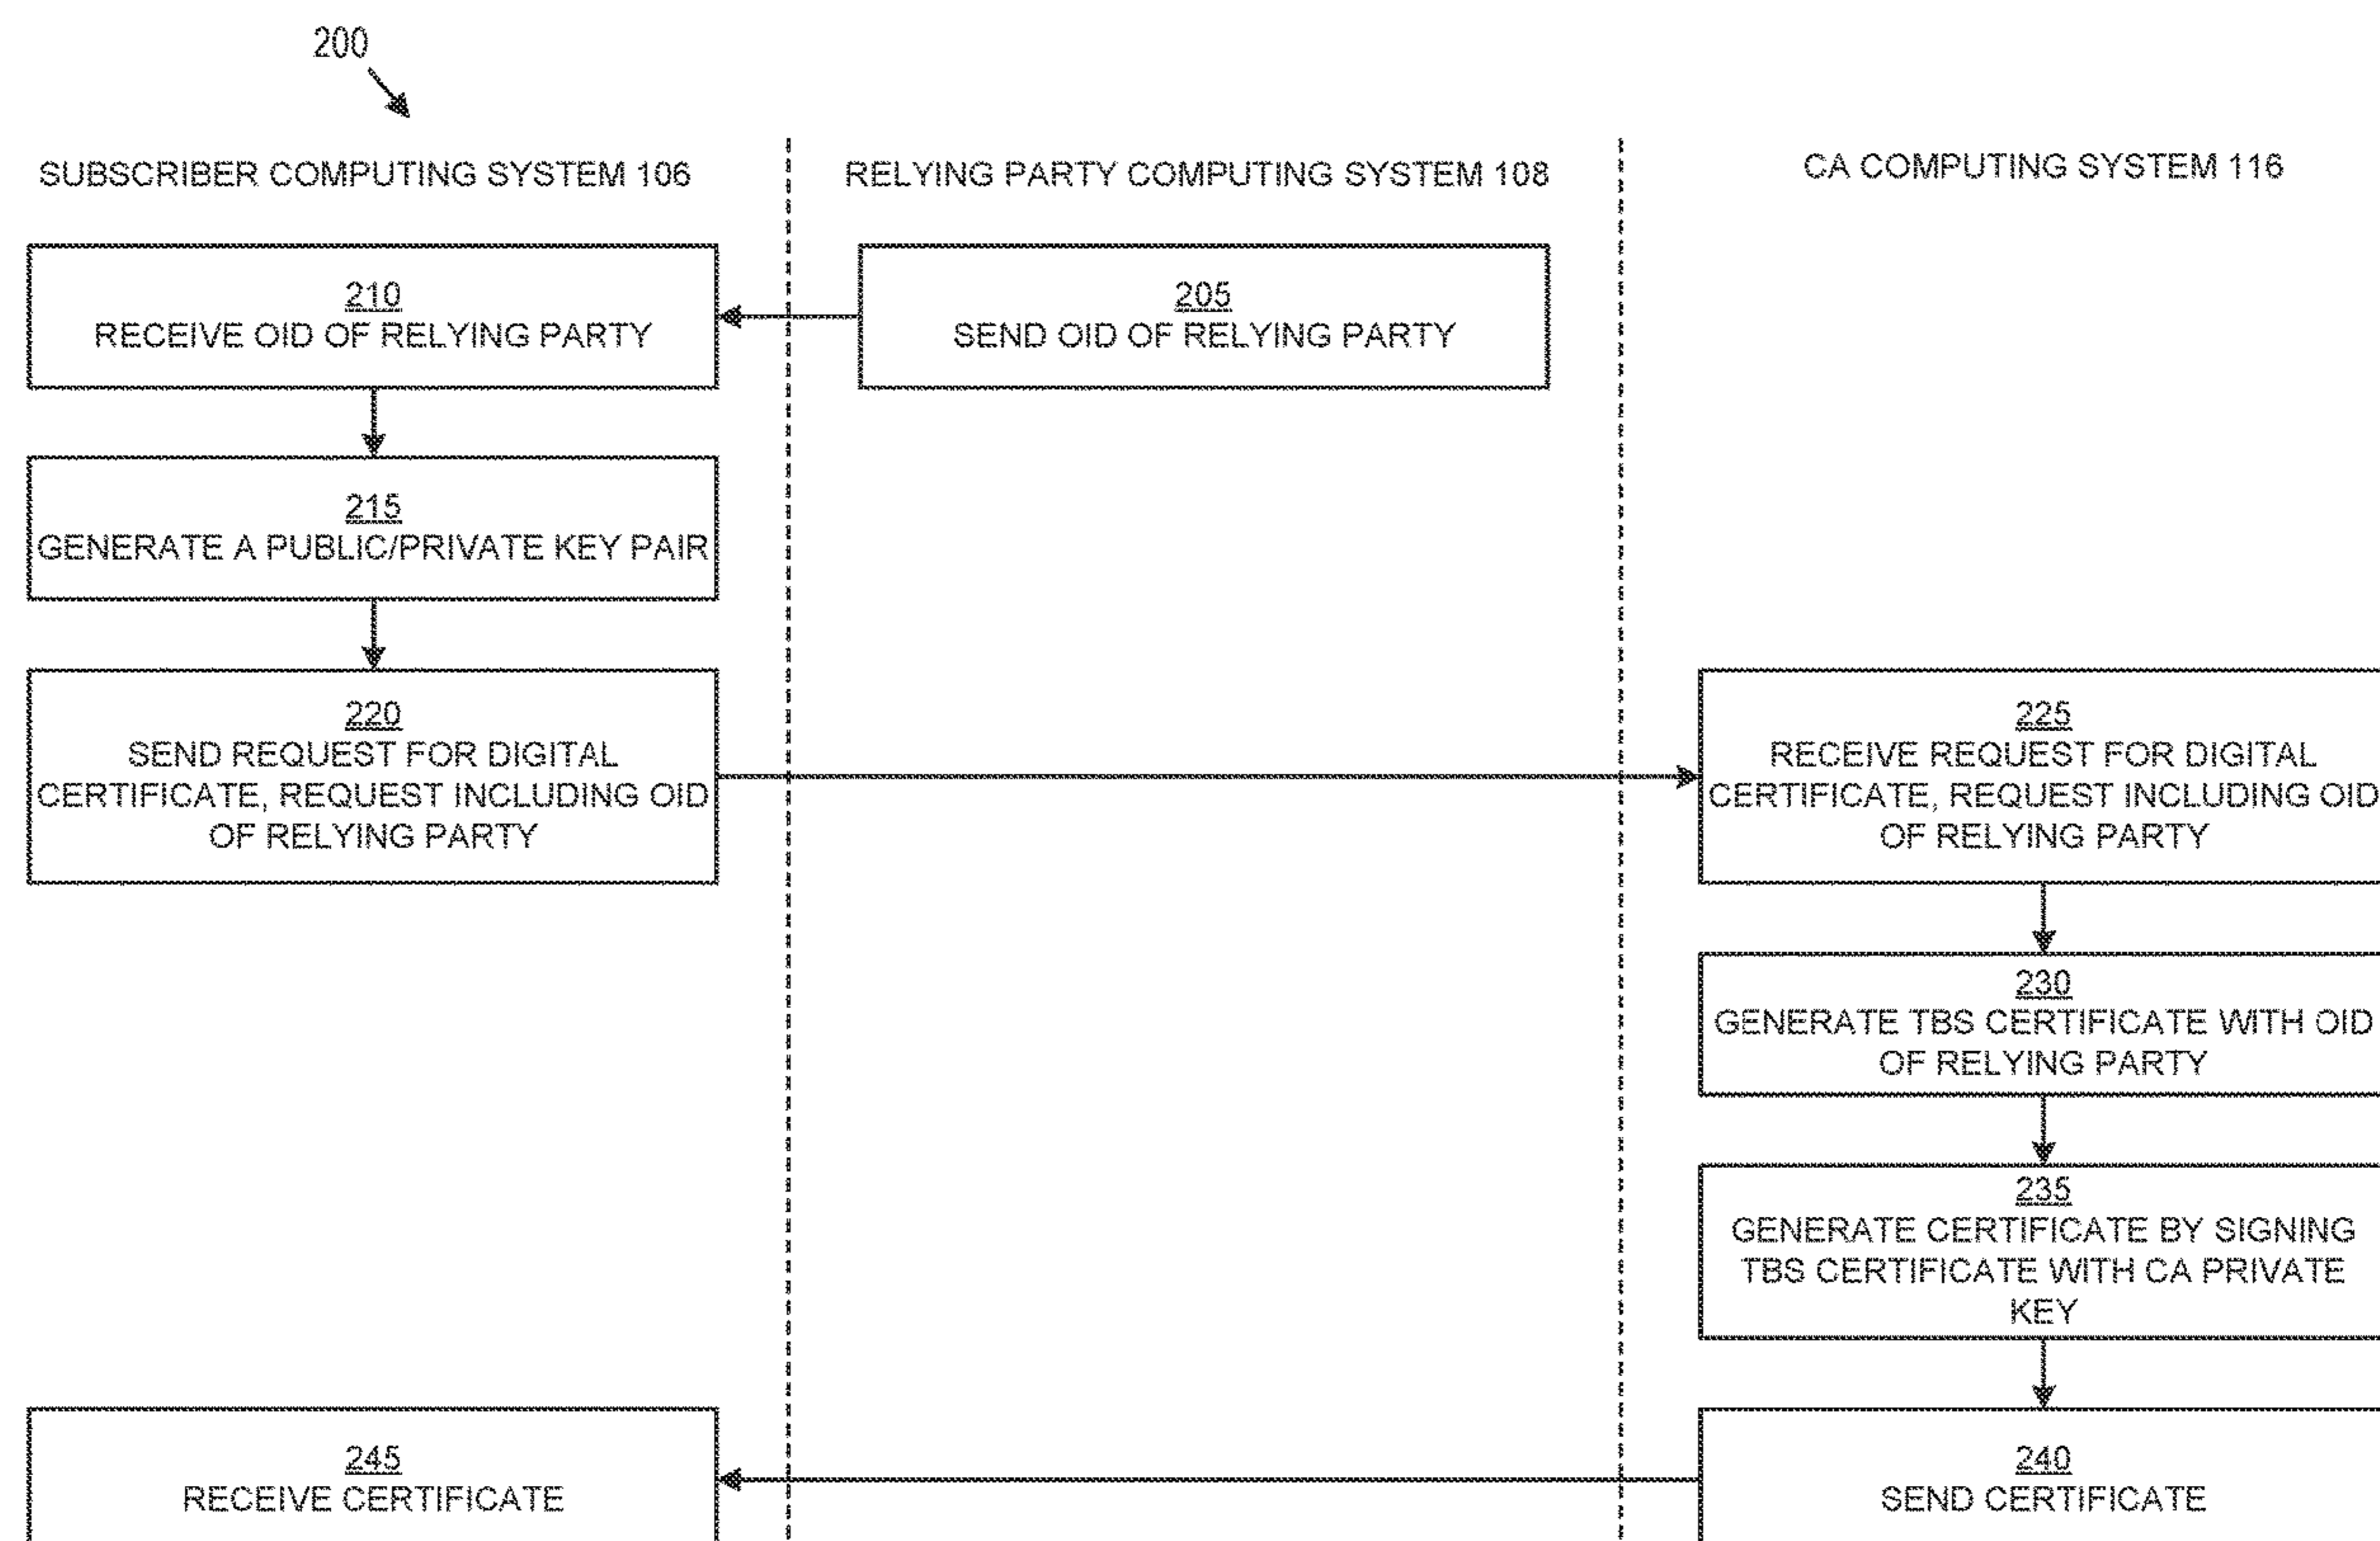 200
SUBSCRIBER COMPUTING SYSTEM 106
RELYING PARTY COMPUTING SYSTEM 108
CA COMPUTING SYSTEM 116
210
RECEIVE OID OF RELYING PARTY
205
SEND OID OF RELYING PARTY
215
GENERATE A PUBLIC/PRIVATE KEY PAIR
220
SEND REQUEST FOR DIGITAL
CERTIFICATE, REQUEST INCLUDING OID
OF RELYING PARTY
225
RECEIVE REQUEST FOR DIGITAL
CERTIFICATE, REQUEST INCLUDING OID
OF RELYING PARTY
230
GENERATE TBS CERTIFICATE WITH OID
OF RELYING PARTY
235
GENERATE CERTIFICATE BY SIGNING
TBS CERTIFICATE WITH CA PRIVATE
KEY
245
RECEIVE CERTIFICATE
240
SEND CERTIFICATE